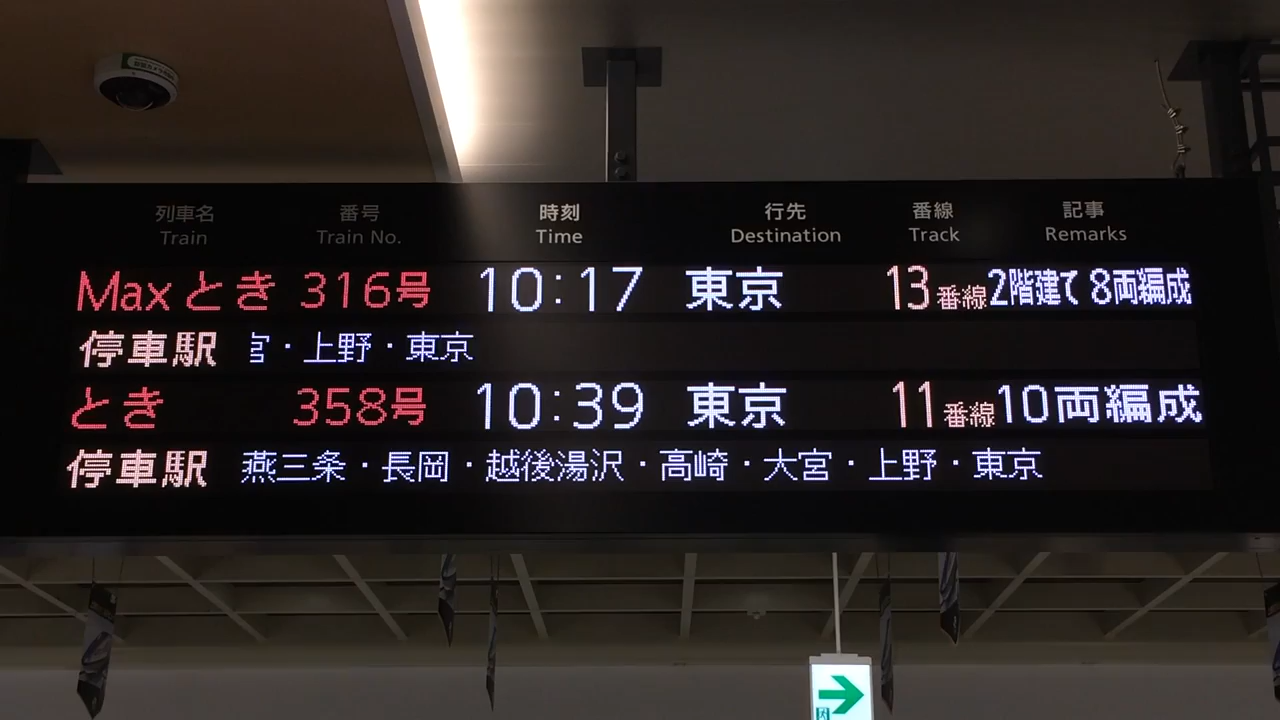 列車名 番号 時刻 行先 番線 記事
Train Train No. Time Destination Track Remarks
Maxとき 316号 10:17 東京 13番線 2階建て 8両編成
停車駅 宮・上野・東京
とき 358号 10:39 東京 11番線 10両編成
停車駅 燕三条・長岡・越後湯沢・高崎・大宮・上野・東京